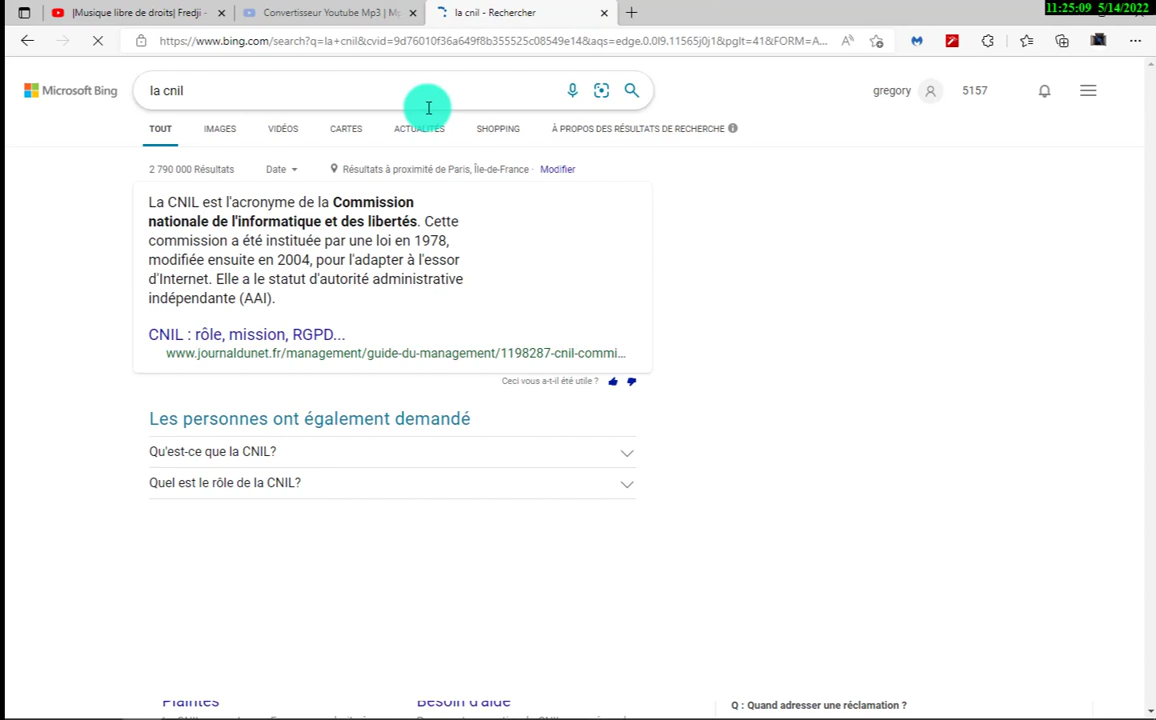 |Musique libre de droits| Fredji -
Convertisseur Youtube Mp3 | Mp
la cnil - Rechercher
11:25:09 5/14/2022
https://www.bing.com/search?q=la+cnil&cvid=9d76010f36a649f8b355525c08549e14&aqs=edge.0.0l9.11565j0j1&pglt=41&FORM=A...
Microsoft Bing
la cnil
gregory
5157
TOUT
IMAGES
VIDÉOS
CARTES
ACTUALITÉS
SHOPPING
À PROPOS DES RÉSULTATS DE RECHERCHE
2 790 000 Résultats
Date
Résultats à proximité de Paris, Île-de-France ·
Modifier
La CNIL est l'acronyme de la Commission
nationale de l'informatique et des libertés. Cette
commission a été instituée par une loi en 1978,
modifiée ensuite en 2004, pour l'adapter à l'essor
d'Internet. Elle a le statut d'autorité administrative
indépendante (AAI).
CNIL : rôle, mission, RGPD...
www.journaldunet.fr/management/guide-du-management/1198287-cnil-commi...
Ceci vous a-t-il été utile ?
Les personnes ont également demandé
Qu'est-ce que la CNIL?
Quel est le rôle de la CNIL?
Plaintes
Besoin d'aide
Q : Quand adresser une réclamation ?